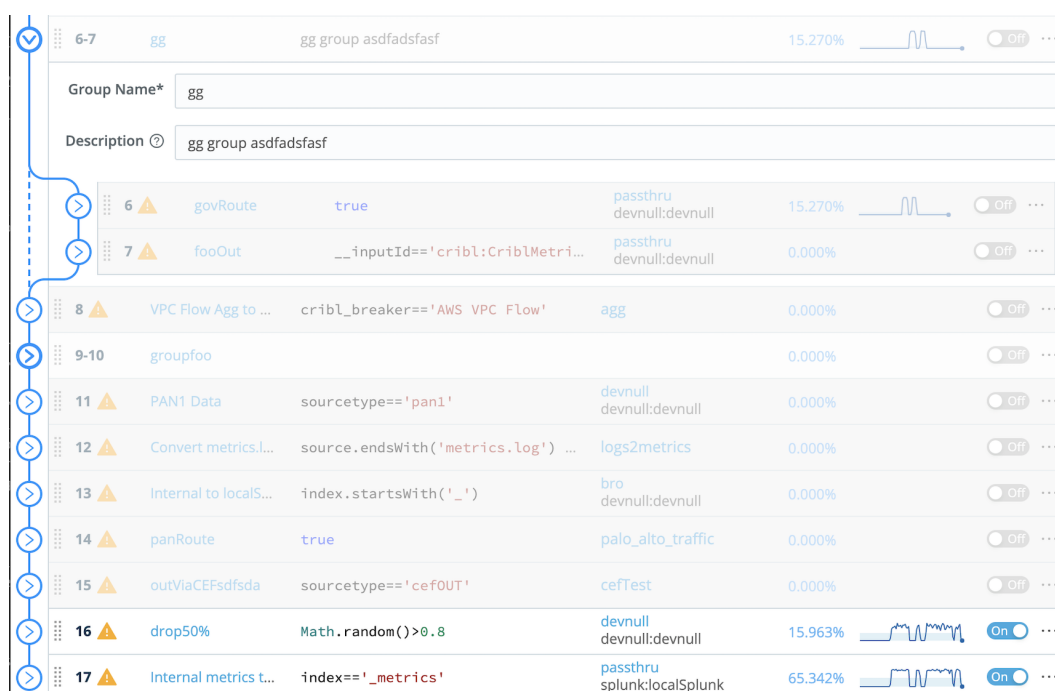 6-7 gg gg group asdfadsfasf 15.270% Off ...
Group Name* gg
Description ? gg group asdfadsfasf
6 govRoute true passthru 15.270% Off ...
devnull:devnull
7 fooOut __inputId=='cribl:CriblMetri... passthru 0.000% Off ...
devnull:devnull
8 VPC Flow Agg to ... cribl_breaker=='AWS VPC Flow' agg 0.000% Off
9-10 groupfoo 0.000% Off
11 PAN1 Data sourcetype=='pan1' devnull 0.000% Off
devnull:devnull
12 Convert metrics.l... source.endsWith('metrics.log') ... logs2metrics 0.000% Off
13 Internal to localS... index.startsWith('_') bro 0.000% Off
devnull:devnull
14 panRoute true palo_alto_traffic 0.000% Off
15 outViaCEFsdfsda sourcetype=='cefOUT' cefTest 0.000% Off
16 drop50% Math.random()>0.8 devnull 15.963% On
devnull:devnull
17 Internal metrics t... index=='_metrics' passthru 65.342% On
splunk:localSplunk